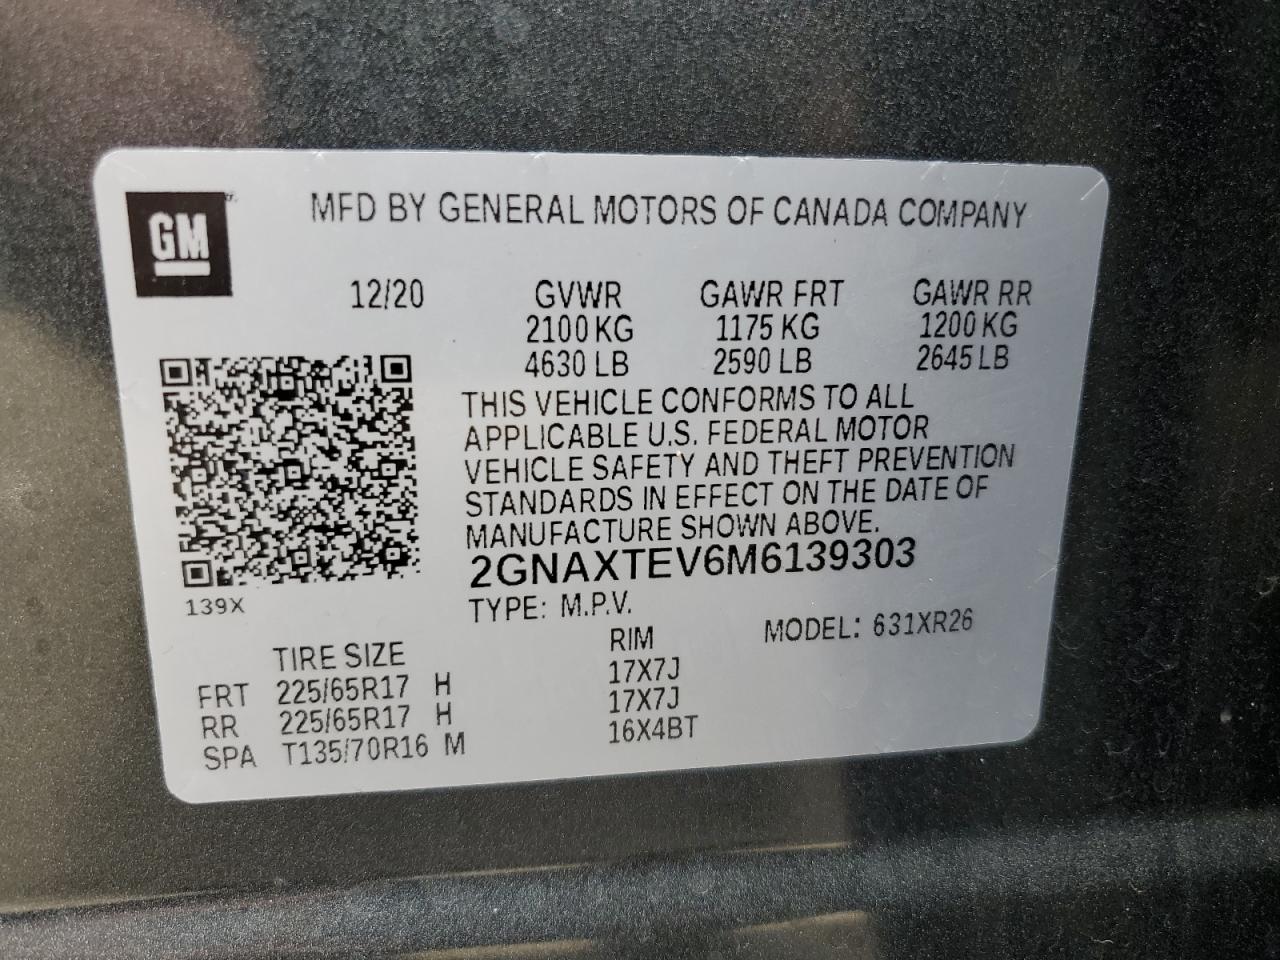 GM
MFD BY GENERAL MOTORS OF CANADA COMPANY
12/20 GVWR GAWR FRT GAWR RR
2100 KG 1175 KG 1200 KG
4630 LB 2590 LB 2645 LB
THIS VEHICLE CONFORMS TO ALL
APPLICABLE U.S. FEDERAL MOTOR
VEHICLE SAFETY AND THEFT PREVENTION
STANDARDS IN EFFECT ON THE DATE OF
MANUFACTURE SHOWN ABOVE.
2GNAXTEV6M6139303
139X
TYPE: M.P.V.
MODEL: 631XR26
TIRE SIZE RIM
FRT 225/65R17 H 17X7J
RR 225/65R17 H 17X7J
SPA T135/70R16 M 16X4BT